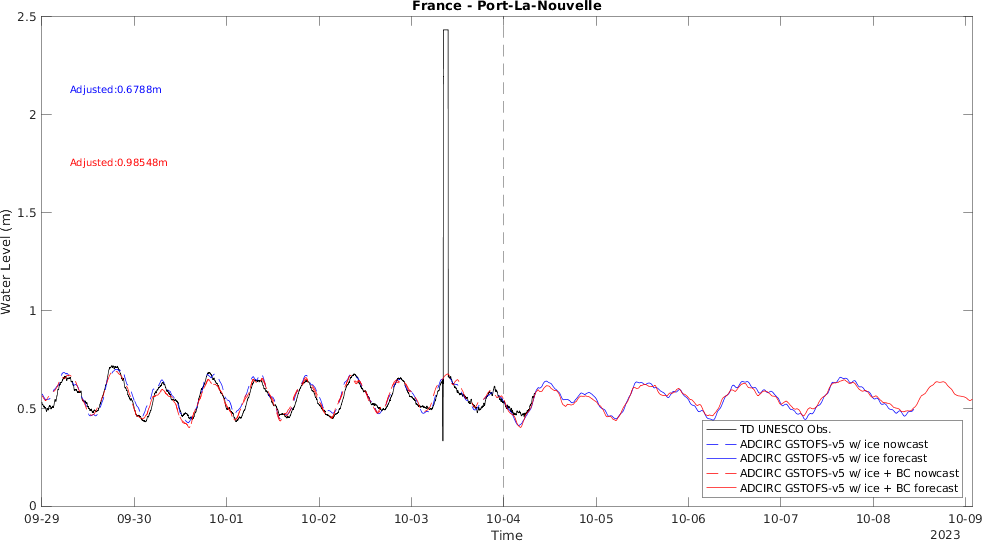 France - Port-La-Nouvelle
2.5
Adjusted:0.6788m
2
Adjusted:0.98548m
1.5
Water Level (m)
1
0.5
TD UNESCO Obs.
ADCIRC GSTOFS-v5 w/ ice nowcast
ADCIRC GSTOFS-v5 w/ ice forecast
ADCIRC GSTOFS-v5 w/ ice + BC nowcast
ADCIRC GSTOFS-v5 w/ ice + BC forecast
0
09-29 09-30 10-01 10-02 10-03 10-04 10-05 10-06 10-07 10-08 10-09
Time
2023